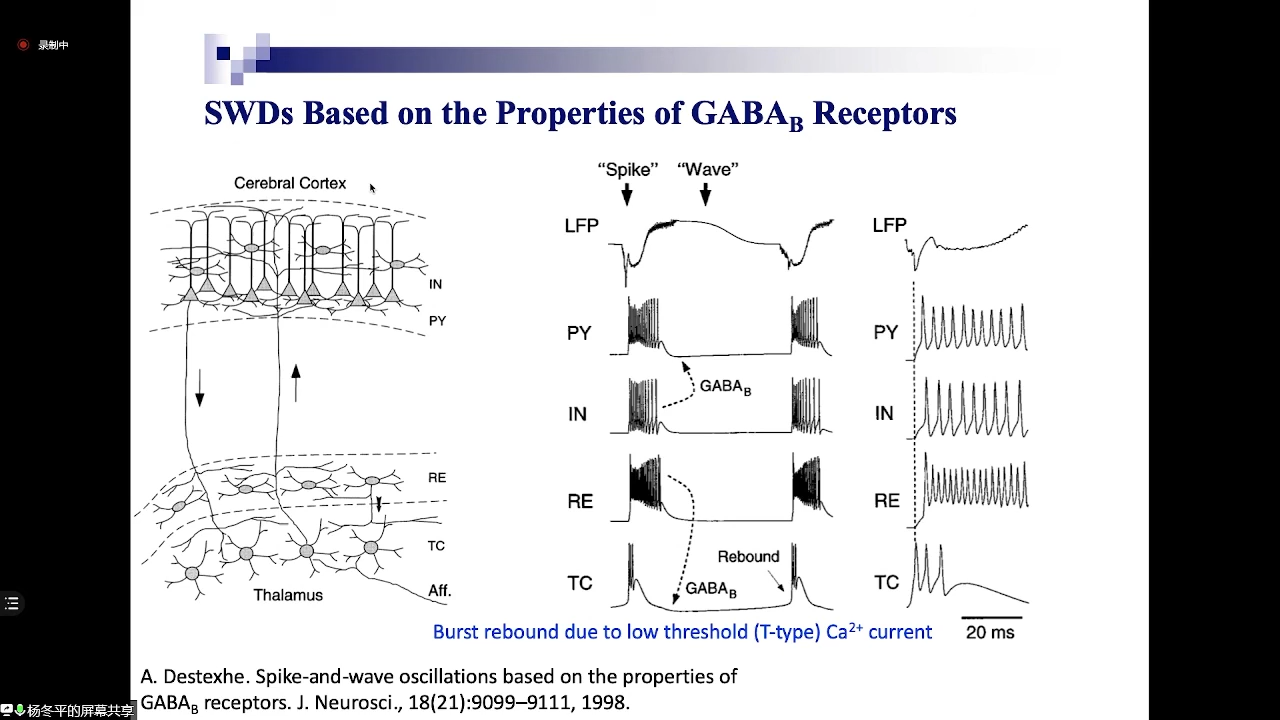 录制中
SWDs Based on the Properties of GABAB Receptors
Cerebral Cortex
IN
PY
RE
TC
Aff.
Thalamus
“Spike” “Wave”
LFP
PY
GABAB
IN
RE
Rebound
TC
GABAB
LFP
PY
IN
RE
TC
20 ms
Burst rebound due to low threshold (T-type) Ca2+ current
A. Destexhe. Spike-and-wave oscillations based on the properties of
GABAB receptors. J. Neurosci., 18(21):9099–9111, 1998.
杨冬平的屏幕共享